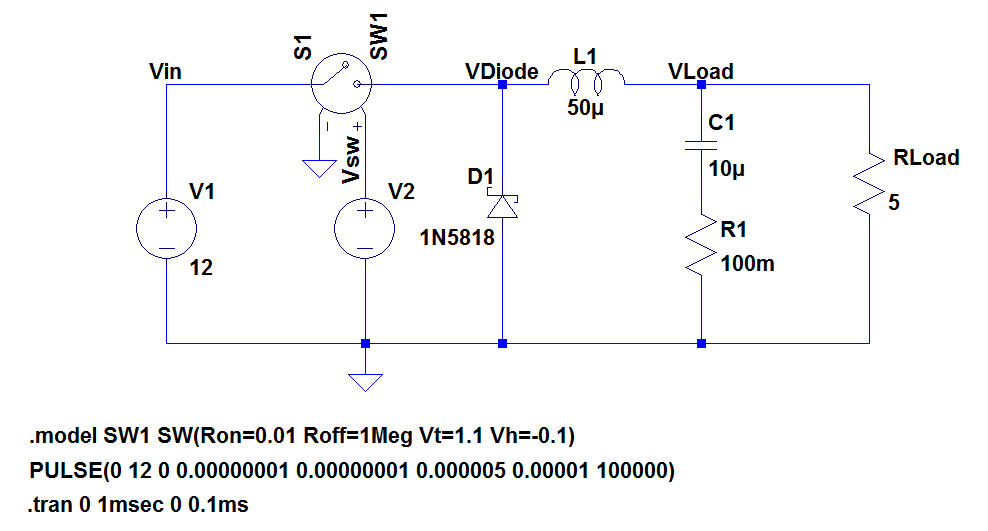 S1
SW1
Vin
VDiode
L1
VLoad
50µ
C1
- +
10µ
RLoad
Vsw
D1
V1
V2
5
R1
1N5818
12
100m
.model SW1 SW(Ron=0.01 Roff=1Meg Vt=1.1 Vh=-0.1)
PULSE(0 12 0 0.00000001 0.00000001 0.000005 0.00001 100000)
.tran 0 1msec 0 0.1ms